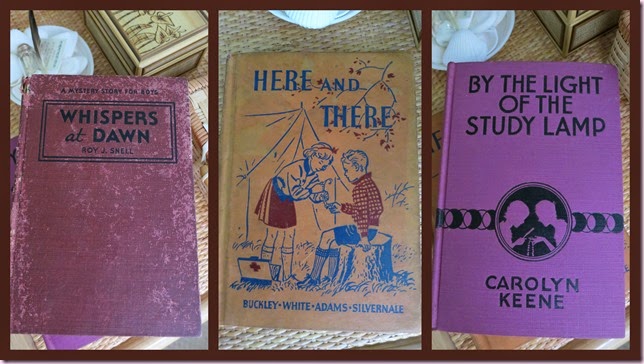 A MYSTERY STORY FOR BOYS
WHISPERS
at DAWN
ROY J. SNELL
HERE AND
THERE
BUCKLEY • WHITE • ADAMS • SILVERNALE
BY THE LIGHT
OF THE
STUDY LAMP
CAROLYN
KEENE